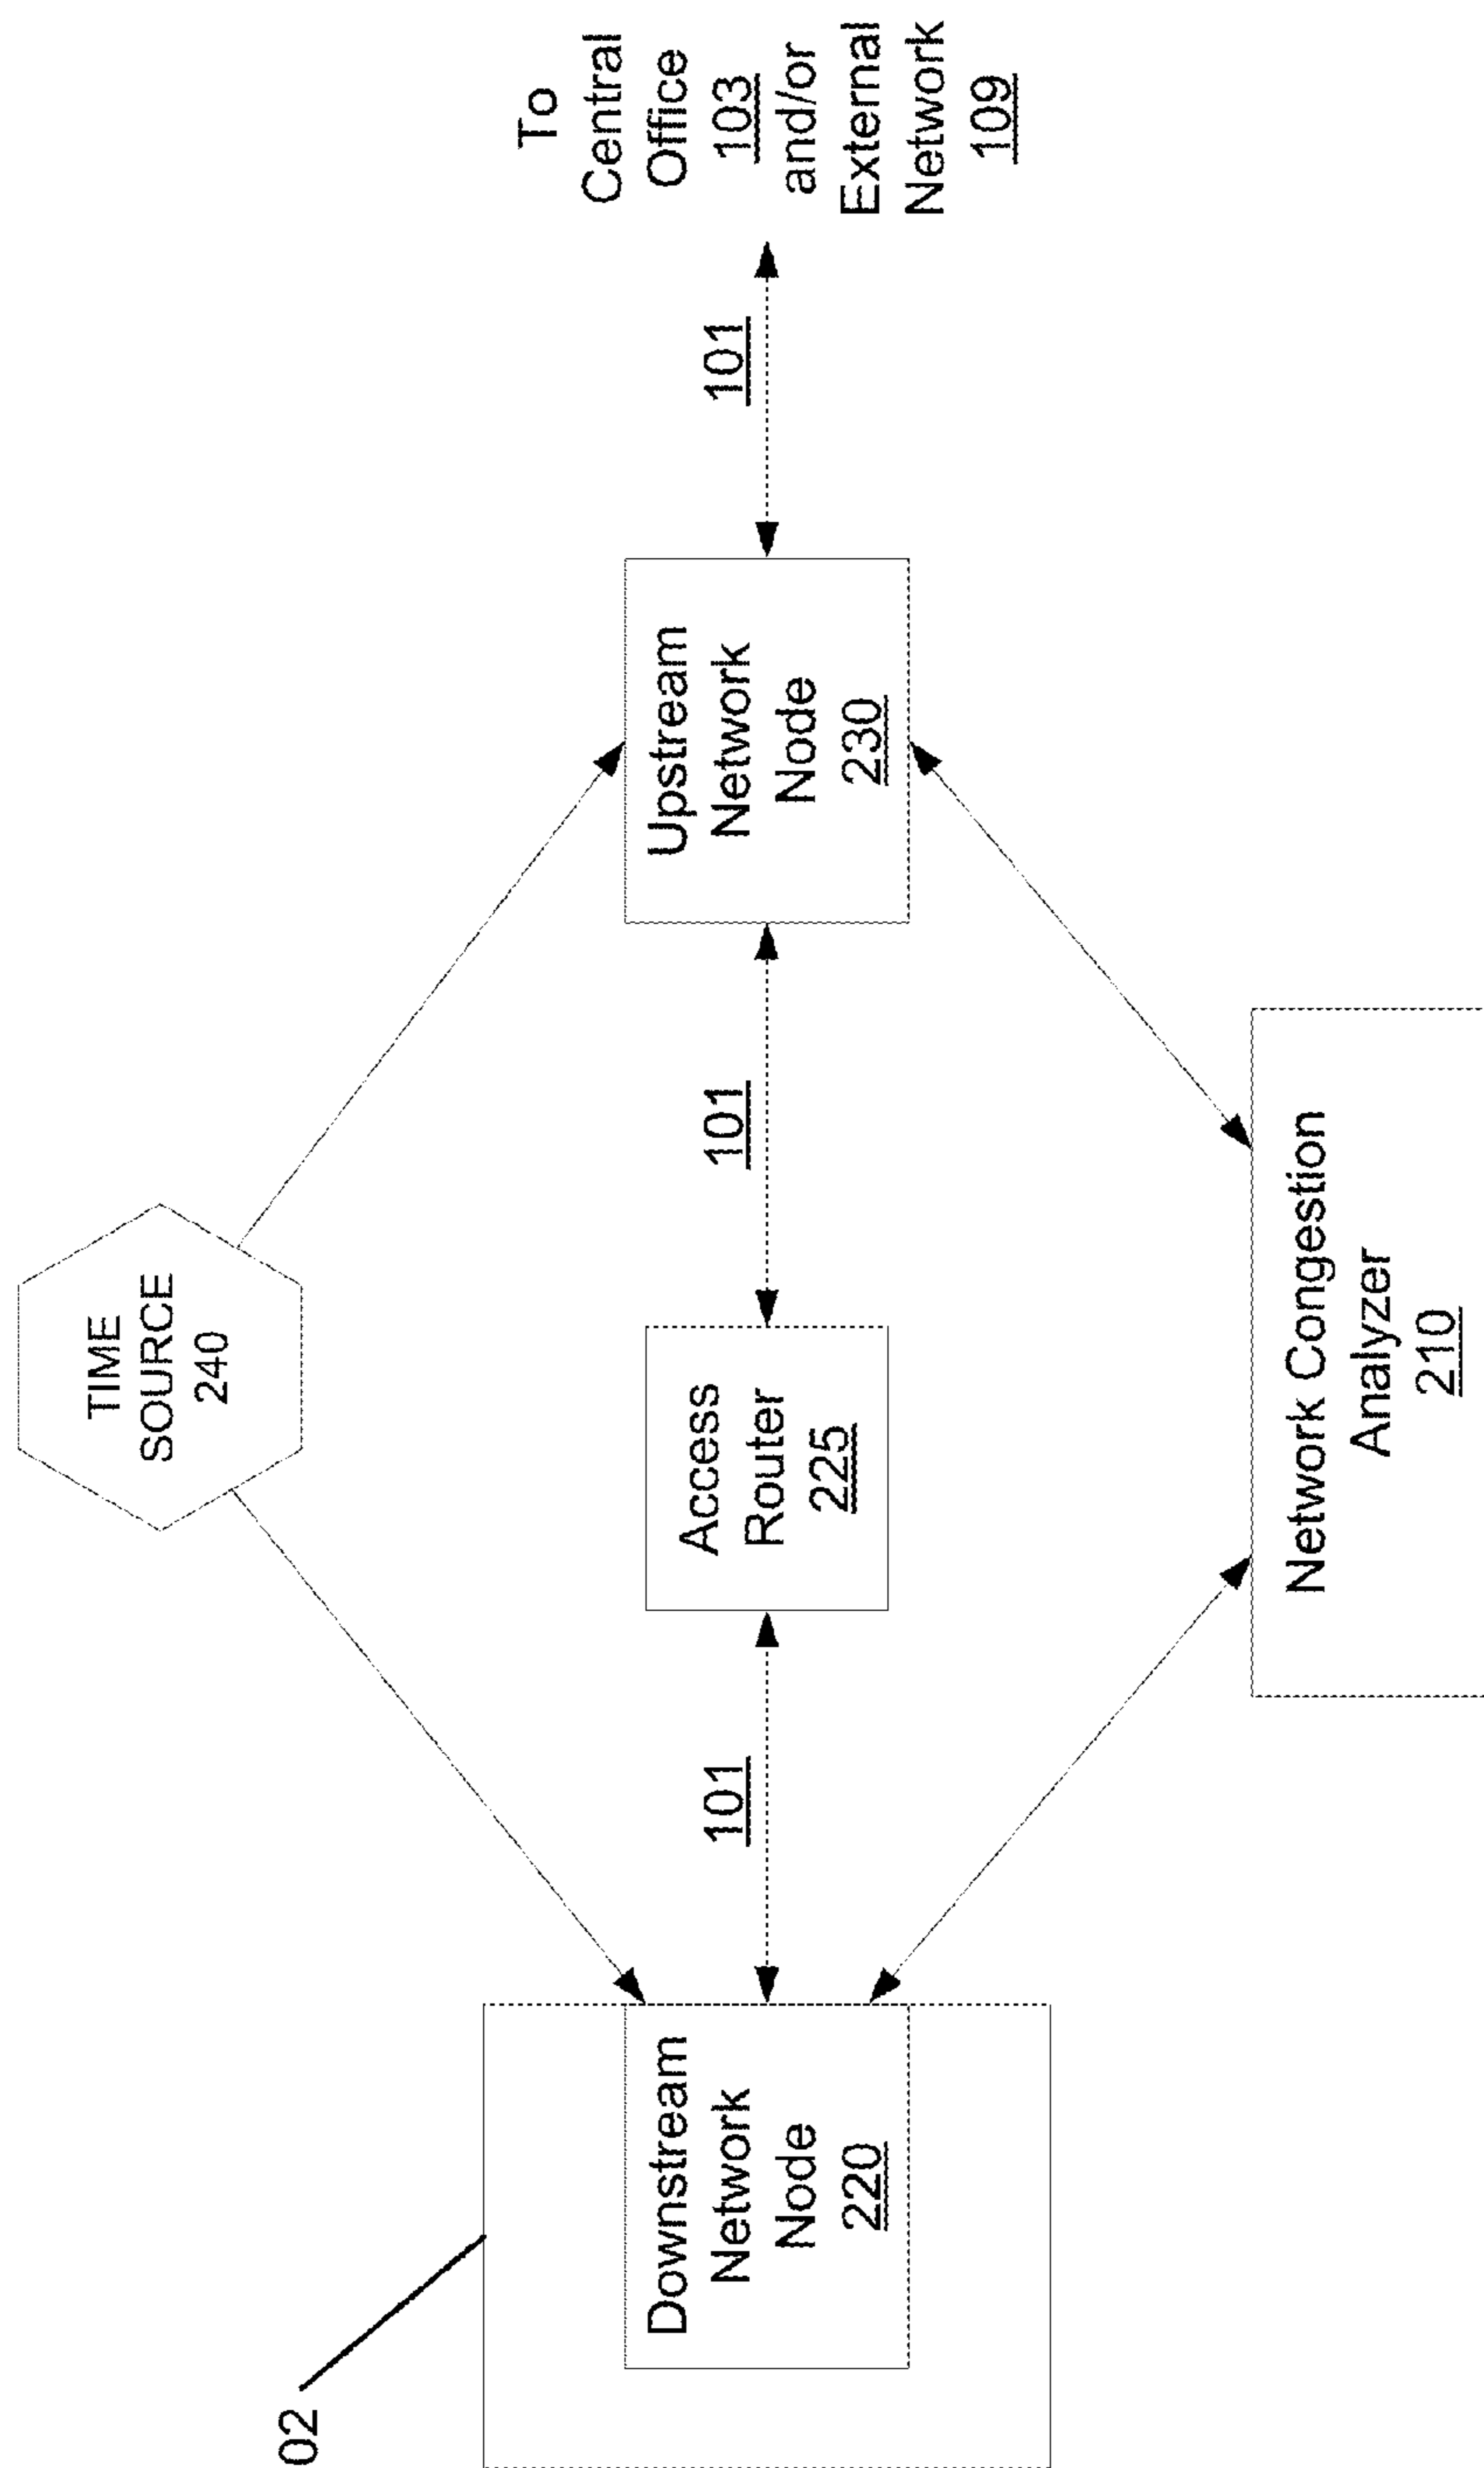 TIME
SOURCE
240
02
Downstream
Network
Node
220
101
Access
Router
225
101
Upstream
Network
Node
230
101
To
Central
Office
103
and/or
External
Network
109
Network Congestion
Analyzer
210